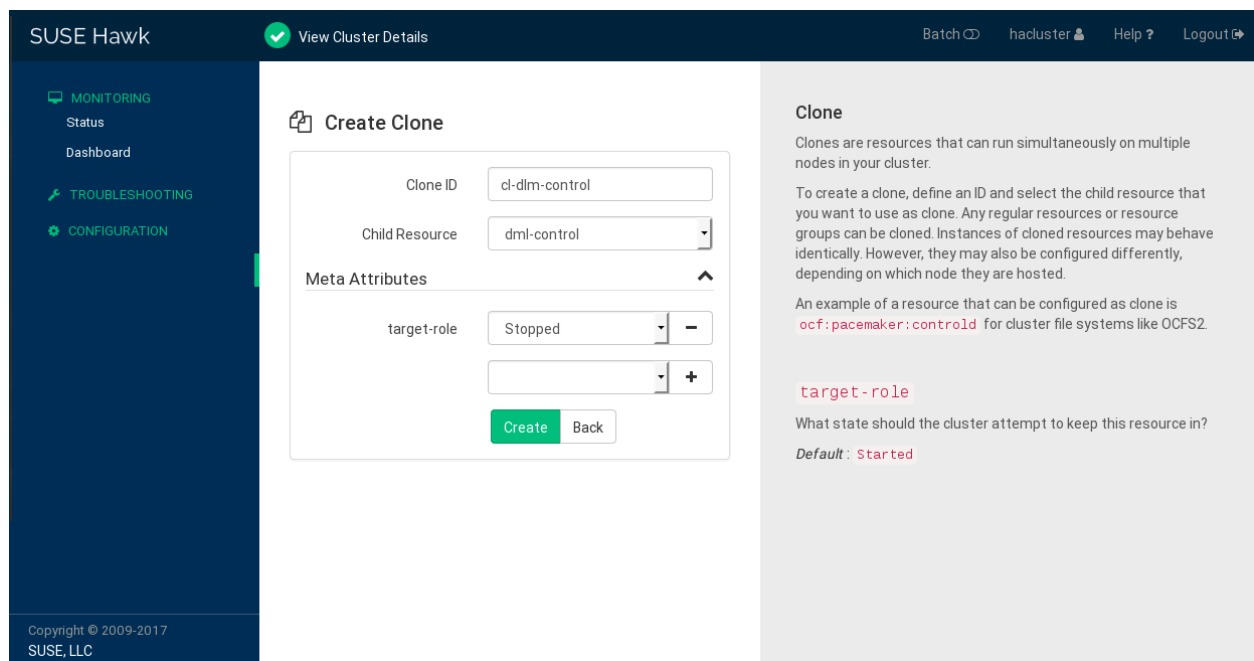 SUSE Hawk
View Cluster Details
Batch
hacluster
Help ?
Logout
MONITORING
Status
Dashboard
TROUBLESHOOTING
CONFIGURATION
Copyright © 2009-2017
SUSE, LLC
Create Clone
Clone ID
cl-dlm-control
Child Resource
dml-control
Meta Attributes
target-role
Stopped
Create
Back
Clone
Clones are resources that can run simultaneously on multiple
nodes in your cluster.
To create a clone, define an ID and select the child resource that
you want to use as clone. Any regular resources or resource
groups can be cloned. Instances of cloned resources may behave
identically. However, they may also be configured differently,
depending on which node they are hosted.
An example of a resource that can be configured as clone is
ocf:pacemaker:controld for cluster file systems like OCFS2.
target-role
What state should the cluster attempt to keep this resource in?
Default : Started